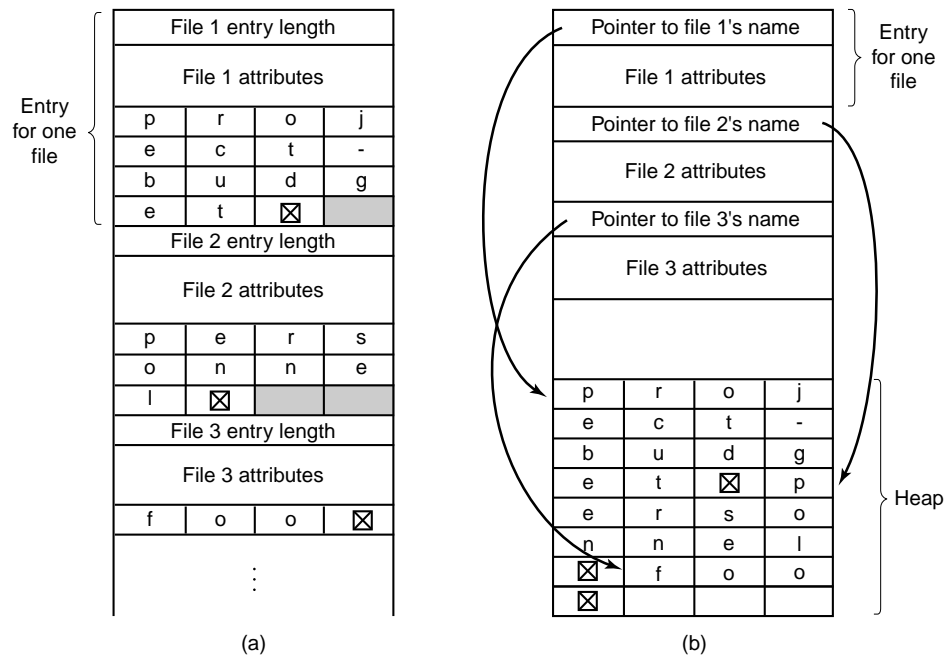 File 1 entry length
File 1 attributes
Entry
for one
file
p r o j
e c t -
b u d g
e t ☒
File 2 entry length
File 2 attributes
p e r s
o n n e
l ☒
File 3 entry length
File 3 attributes
f o o ☒
⋮
(a)
Pointer to file 1's name
File 1 attributes
Entry
for one
file
Pointer to file 2's name
File 2 attributes
Pointer to file 3's name
File 3 attributes
p r o j
e c t -
b u d g
e t ☒ p
e r s o
n n e l
☒ f o o
☒
Heap
(b)